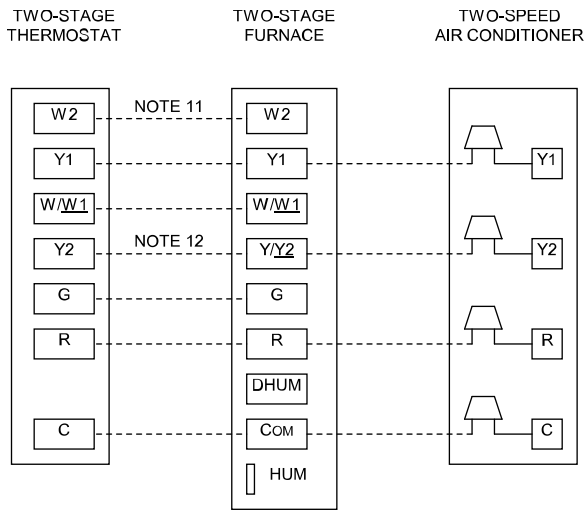 TWO-STAGE
THERMOSTAT
TWO-STAGE
FURNACE
TWO-SPEED
AIR CONDITIONER
W2 NOTE 11 W2
Y1 Y1 Y1
W/W1 W/W1
Y2 NOTE 12 Y/Y2 Y2
G G
R R R
DHUM
C COM C
HUM